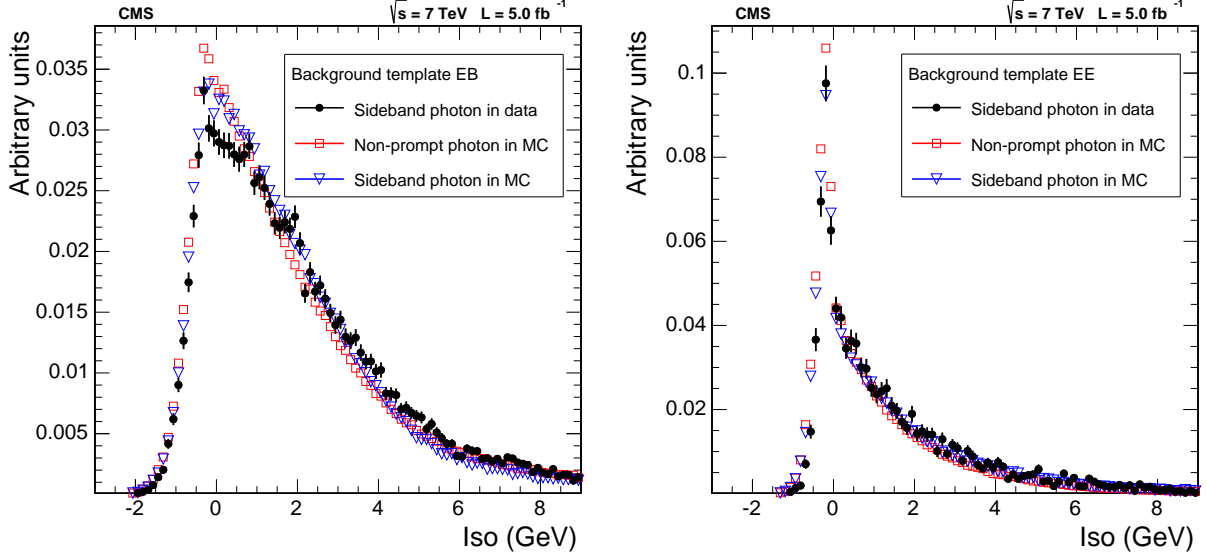 CMS
√s = 7 TeV L = 5.0 fb⁻¹
Arbitrary units
Background template EB
Sideband photon in data
Non-prompt photon in MC
Sideband photon in MC
0.035
0.03
0.025
0.02
0.015
0.01
0.005
-2 0 2 4 6 8
Iso (GeV)
CMS
√s = 7 TeV L = 5.0 fb⁻¹
Arbitrary units
Background template EE
Sideband photon in data
Non-prompt photon in MC
Sideband photon in MC
0.1
0.08
0.06
0.04
0.02
-2 0 2 4 6 8
Iso (GeV)